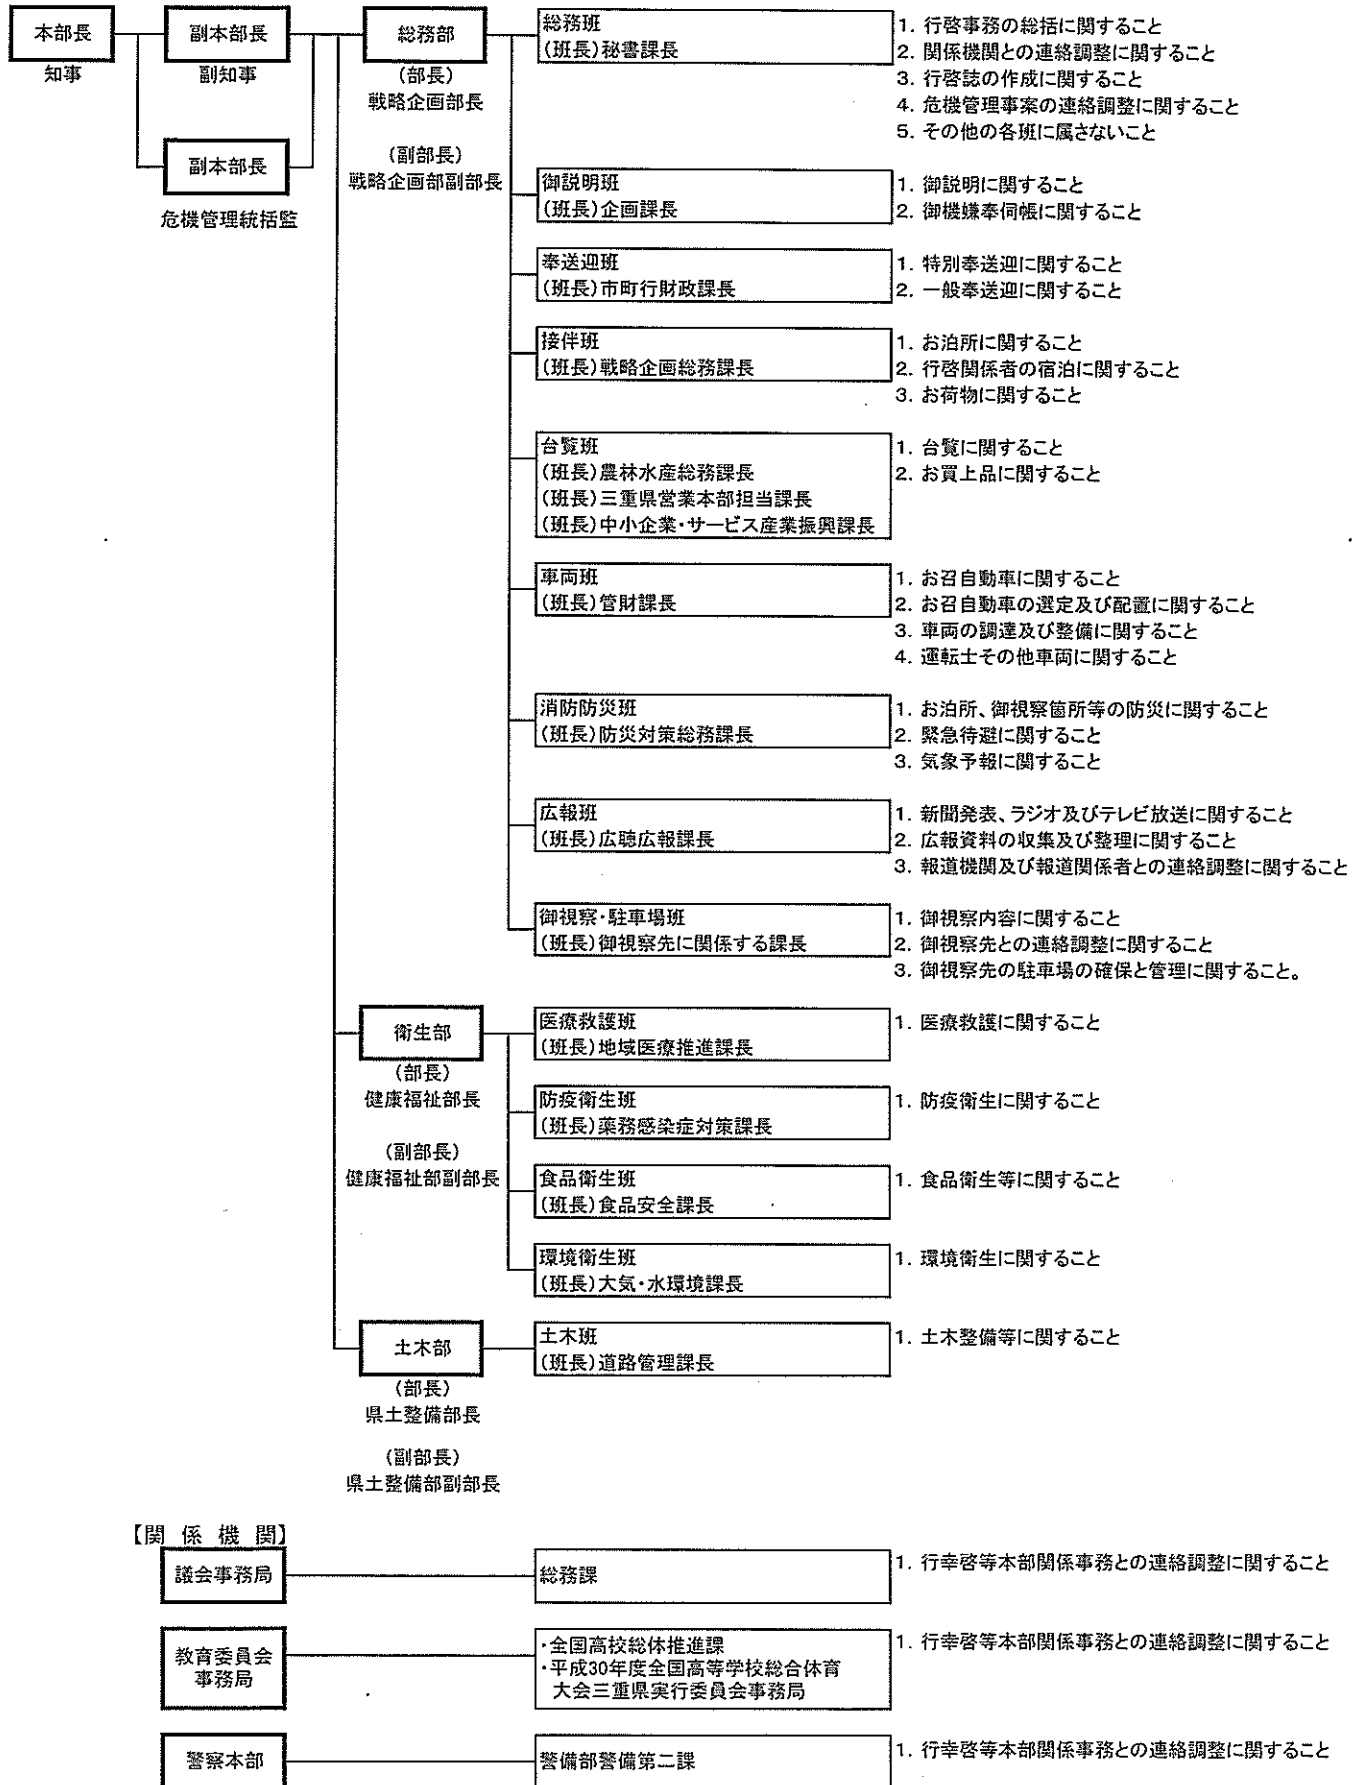 本部長
知事
副本部長
副知事
副本部長
危機管理統括監
総務部
(部長)
戦略企画部長
(副部長)
戦略企画部副部長
総務班
(班長)秘書課長
1. 行啓事務の総括に関すること
2. 関係機関との連絡調整に関すること
3. 行啓誌の作成に関すること
4. 危機管理事案の連絡調整に関すること
5. その他の各班に属さないこと
御説明班
(班長)企画課長
1. 御説明に関すること
2. 御機嫌奉伺帳に関すること
奉送迎班
(班長)市町行財政課長
1. 特別奉送迎に関すること
2. 一般奉送迎に関すること
接伴班
(班長)戦略企画総務課長
1. お泊所に関すること
2. 行啓関係者の宿泊に関すること
3. お荷物に関すること
台覧班
(班長)農林水産総務課長
(班長)三重県営業本部担当課長
(班長)中小企業・サービス産業振興課長
1. 台覧に関すること
2. お買上品に関すること
車両班
(班長)管財課長
1. お召自動車に関すること
2. お召自動車の選定及び配置に関すること
3. 車両の調達及び整備に関すること
4. 運転士その他車両に関すること
消防防災班
(班長)防災対策総務課長
1. お泊所、御視察箇所等の防災に関すること
2. 緊急待避に関すること
3. 気象予報に関すること
広報班
(班長)広聴広報課長
1. 新聞発表、ラジオ及びテレビ放送に関すること
2. 広報資料の収集及び整理に関すること
3. 報道機関及び報道関係者との連絡調整に関すること
御視察・駐車場班
(班長)御視察先に関係する課長
1. 御視察内容に関すること
2. 御視察先との連絡調整に関すること
3. 御視察先の駐車場の確保と管理に関すること。
衛生部
(部長)
健康福祉部長
(副部長)
健康福祉部副部長
医療救護班
(班長)地域医療推進課長
1. 医療救護に関すること
防疫衛生班
(班長)薬務感染症対策課長
1. 防疫衛生に関すること
食品衛生班
(班長)食品安全課長
1. 食品衛生等に関すること
環境衛生班
(班長)大気・水環境課長
1. 環境衛生に関すること
土木部
(部長)
県土整備部長
(副部長)
県土整備部副部長
土木班
(班長)道路管理課長
1. 土木整備等に関すること
【関 係 機 関】
議会事務局
総務課
1. 行幸啓等本部関係事務との連絡調整に関すること
教育委員会
事務局
・全国高校総体推進課
・平成30年度全国高等学校総合体育
大会三重県実行委員会事務局
1. 行幸啓等本部関係事務との連絡調整に関すること
警察本部
警備部警備第二課
1. 行幸啓等本部関係事務との連絡調整に関すること